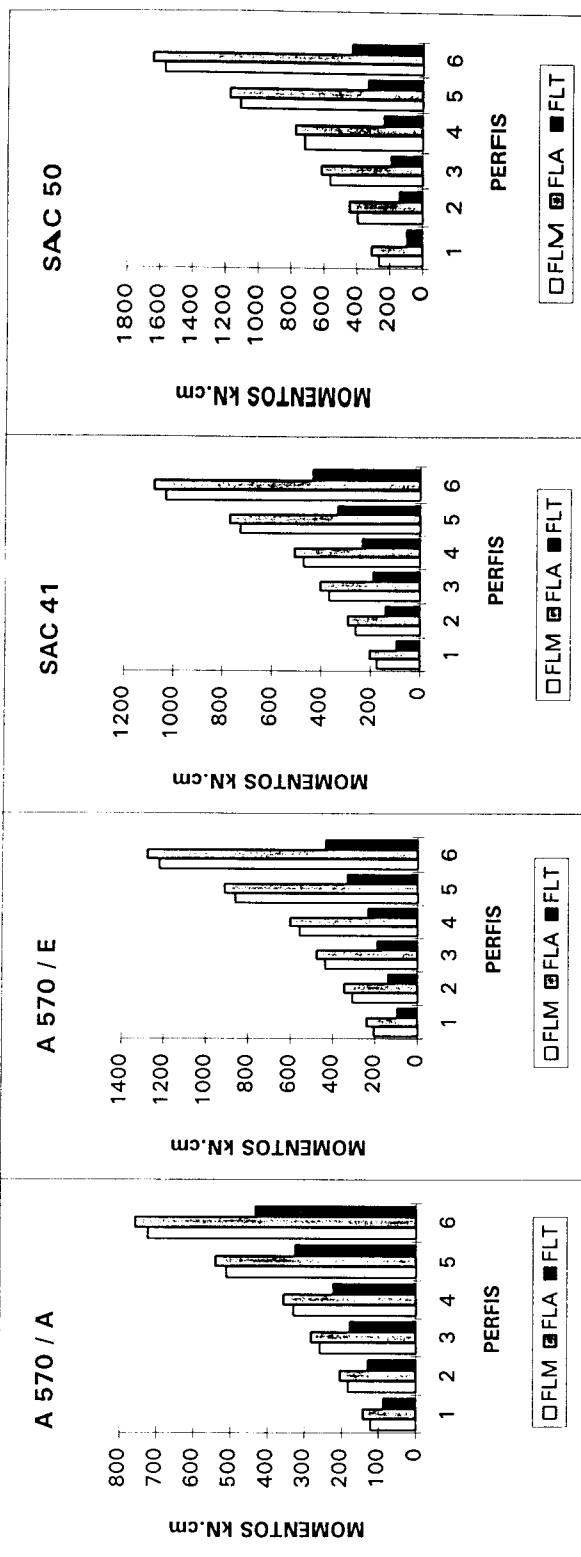 A 570 / A
MOMENTOS kN.cm
800
700
600
500
400
300
200
100
0
1 2 3 4 5 6
PERFIS
FLM FLA FLT
A 570 / E
MOMENTOS kN.cm
1400
1200
1000
800
600
400
200
0
1 2 3 4 5 6
PERFIS
FLM FLA FLT
SAC 41
MOMENTOS kN.cm
1200
1000
800
600
400
200
0
1 2 3 4 5 6
PERFIS
FLM FLA FLT
SAC 50
MOMENTOS kN.cm
1800
1600
1400
1200
1000
800
600
400
200
0
1 2 3 4 5 6
PERFIS
FLM FLA FLT